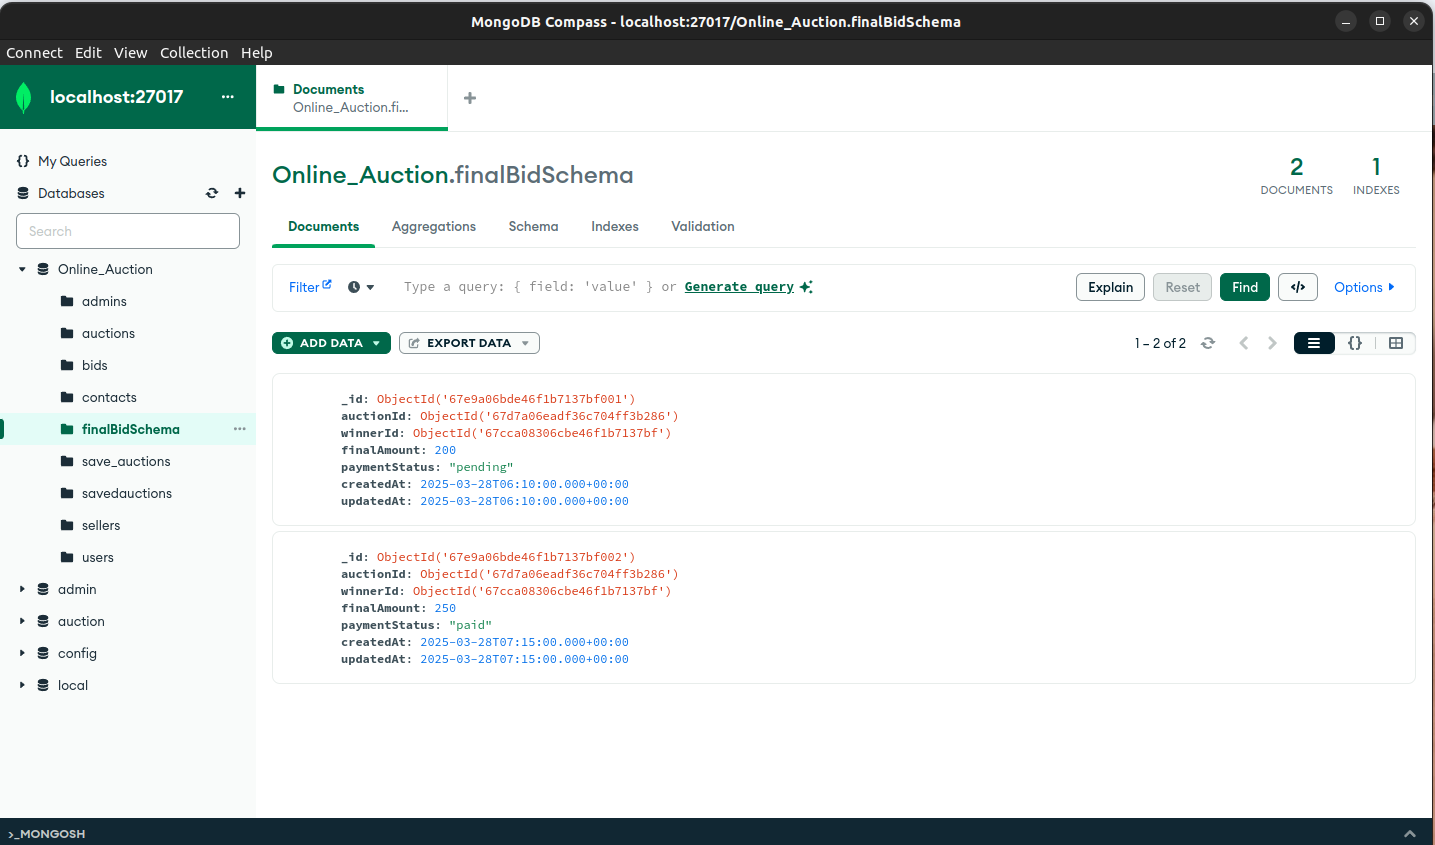 MongoDB Compass - localhost:27017/Online_Auction.finalBidSchema
Connect Edit View Collection Help
localhost:27017
Documents
Online_Auction.fi...
My Queries
Databases
Search
Online_Auction
admins
auctions
bids
contacts
finalBidSchema
save_auctions
savedauctions
sellers
users
admin
auction
config
local
Online_Auction.finalBidSchema
2
DOCUMENTS
1
INDEXES
Documents Aggregations Schema Indexes Validation
Filter Type a query: { field: 'value' } or Generate query Explain Reset Find </> Options
ADD DATA EXPORT DATA 1 – 2 of 2 {}
_id: ObjectId('67e9a06bde46f1b7137bf001')
auctionId: ObjectId('67d7a06eadf36c704ff3b286')
winnerId: ObjectId('67cca08306cbe46f1b7137bf')
finalAmount: 200
paymentStatus: "pending"
createdAt: 2025-03-28T06:10:00.000+00:00
updatedAt: 2025-03-28T06:10:00.000+00:00
_id: ObjectId('67e9a06bde46f1b7137bf002')
auctionId: ObjectId('67d7a06eadf36c704ff3b286')
winnerId: ObjectId('67cca08306cbe46f1b7137bf')
finalAmount: 250
paymentStatus: "paid"
createdAt: 2025-03-28T07:15:00.000+00:00
updatedAt: 2025-03-28T07:15:00.000+00:00
>_MONGOSH